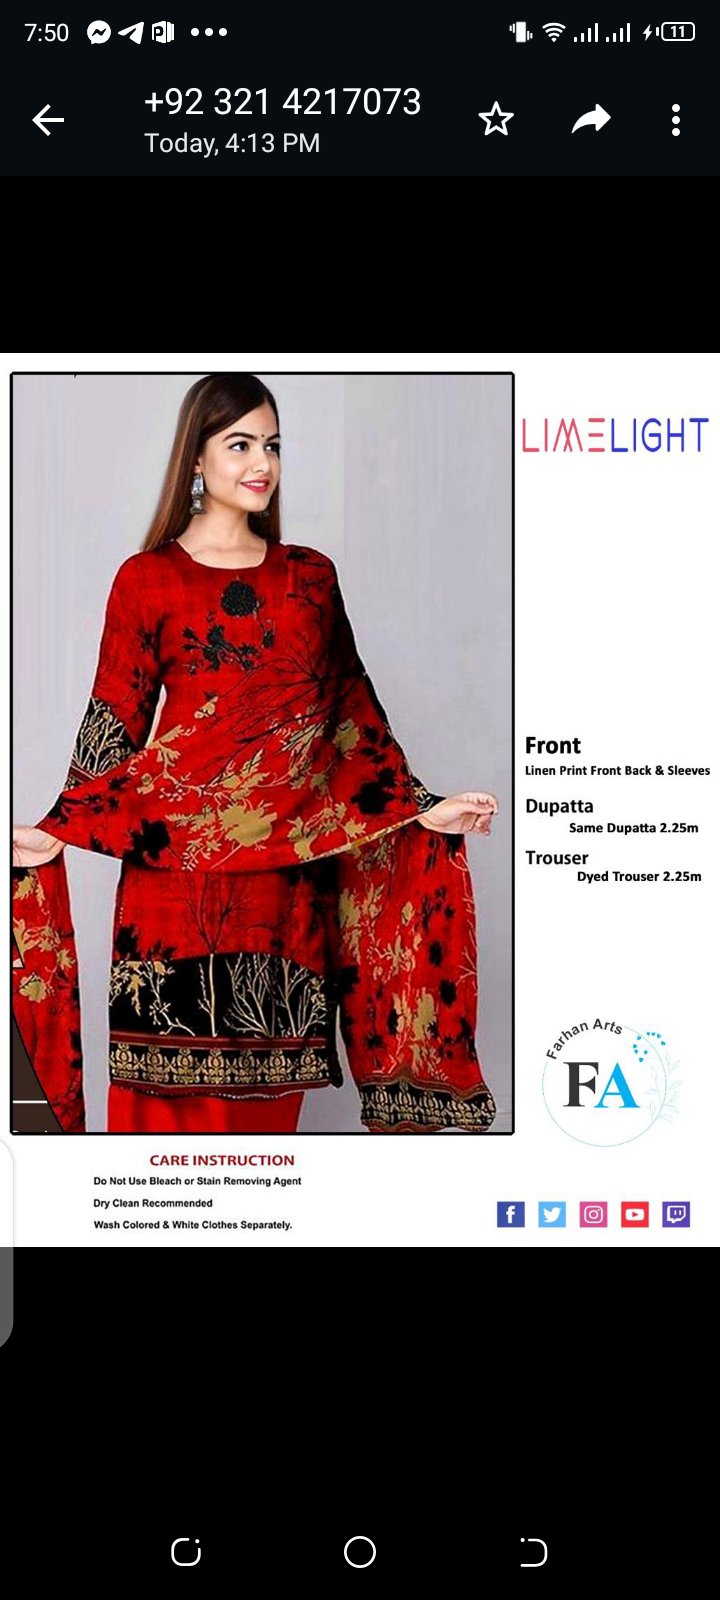 7:50
11
+92 321 4217073
Today, 4:13 PM
LIMELIGHT
Front
Linen Print Front Back & Sleeves
Dupatta
Same Dupatta 2.25m
Trouser
Dyed Trouser 2.25m
Farhan Arts
FA
CARE INSTRUCTION
Do Not Use Bleach or Stain Removing Agent
Dry Clean Recommended
Wash Colored & White Clothes Separately.